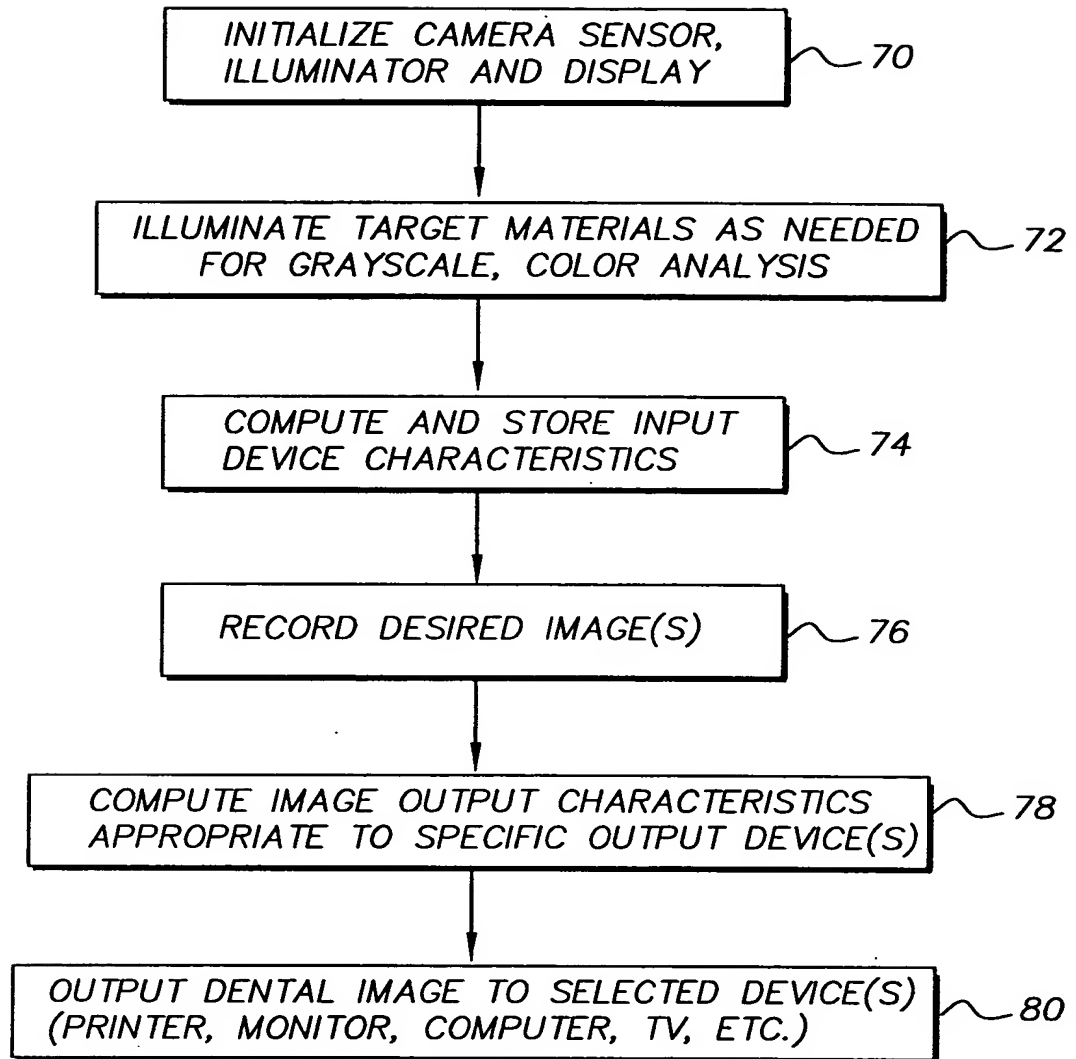 INITIALIZE CAMERA SENSOR,
ILLUMINATOR AND DISPLAY
70
ILLUMINATE TARGET MATERIALS AS NEEDED
FOR GRAYSCALE, COLOR ANALYSIS
72
COMPUTE AND STORE INPUT
DEVICE CHARACTERISTICS
74
RECORD DESIRED IMAGE(S)
76
COMPUTE IMAGE OUTPUT CHARACTERISTICS
APPROPRIATE TO SPECIFIC OUTPUT DEVICE(S)
78
OUTPUT DENTAL IMAGE TO SELECTED DEVICE(S)
(PRINTER, MONITOR, COMPUTER, TV, ETC.)
80